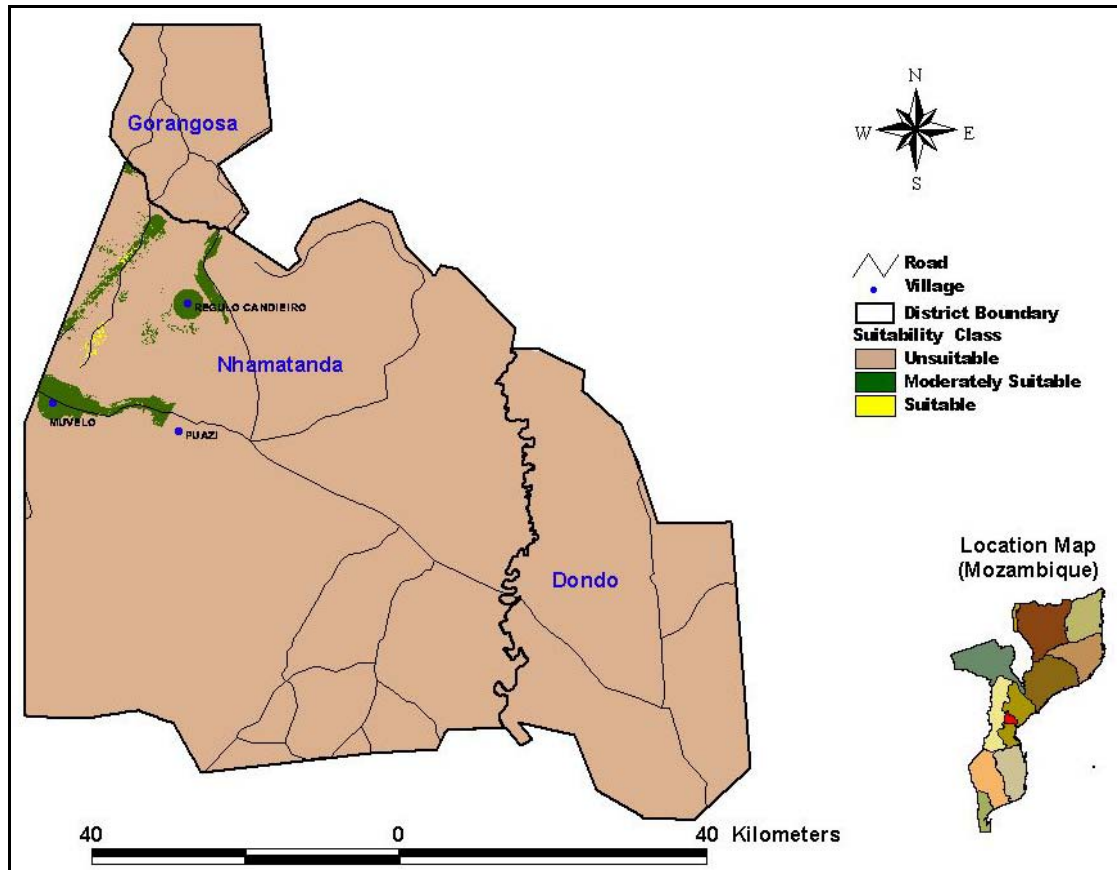 Gorangosa
N
W E
S
REGULO CANDIEIRO
Nhamatanda
MUVELO
PUAZI
Dondo
Road
Village
District Boundary
Suitability Class
Unsuitable
Moderately Suitable
Suitable
Location Map
(Mozambique)
40 0 40 Kilometers